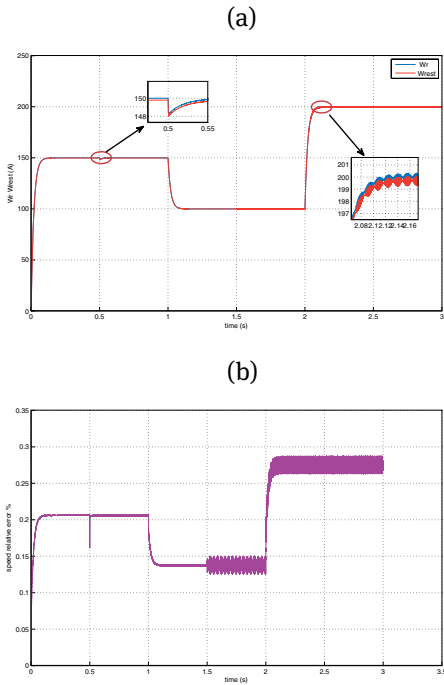 (a)
250
200
150
100
50
0
Wr Wrest (A)
Wr
Wrest
150
148
0.5
0.55
201
200
199
198
197
2.08 2.1 2.12 2.14 2.16
0 0.5 1 1.5 2 2.5 3
time (s)
(b)
0.35
0.3
0.25
0.2
0.15
0.1
0.05
0
speed relative error %
0 0.5 1 1.5 2 2.5 3 3.5
time (s)